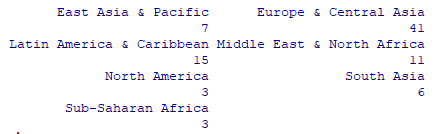 East Asia & Pacific Europe & Central Asia
7 41
Latin America & Caribbean Middle East & North Africa
15 11
North America South Asia
3 6
Sub-Saharan Africa
3